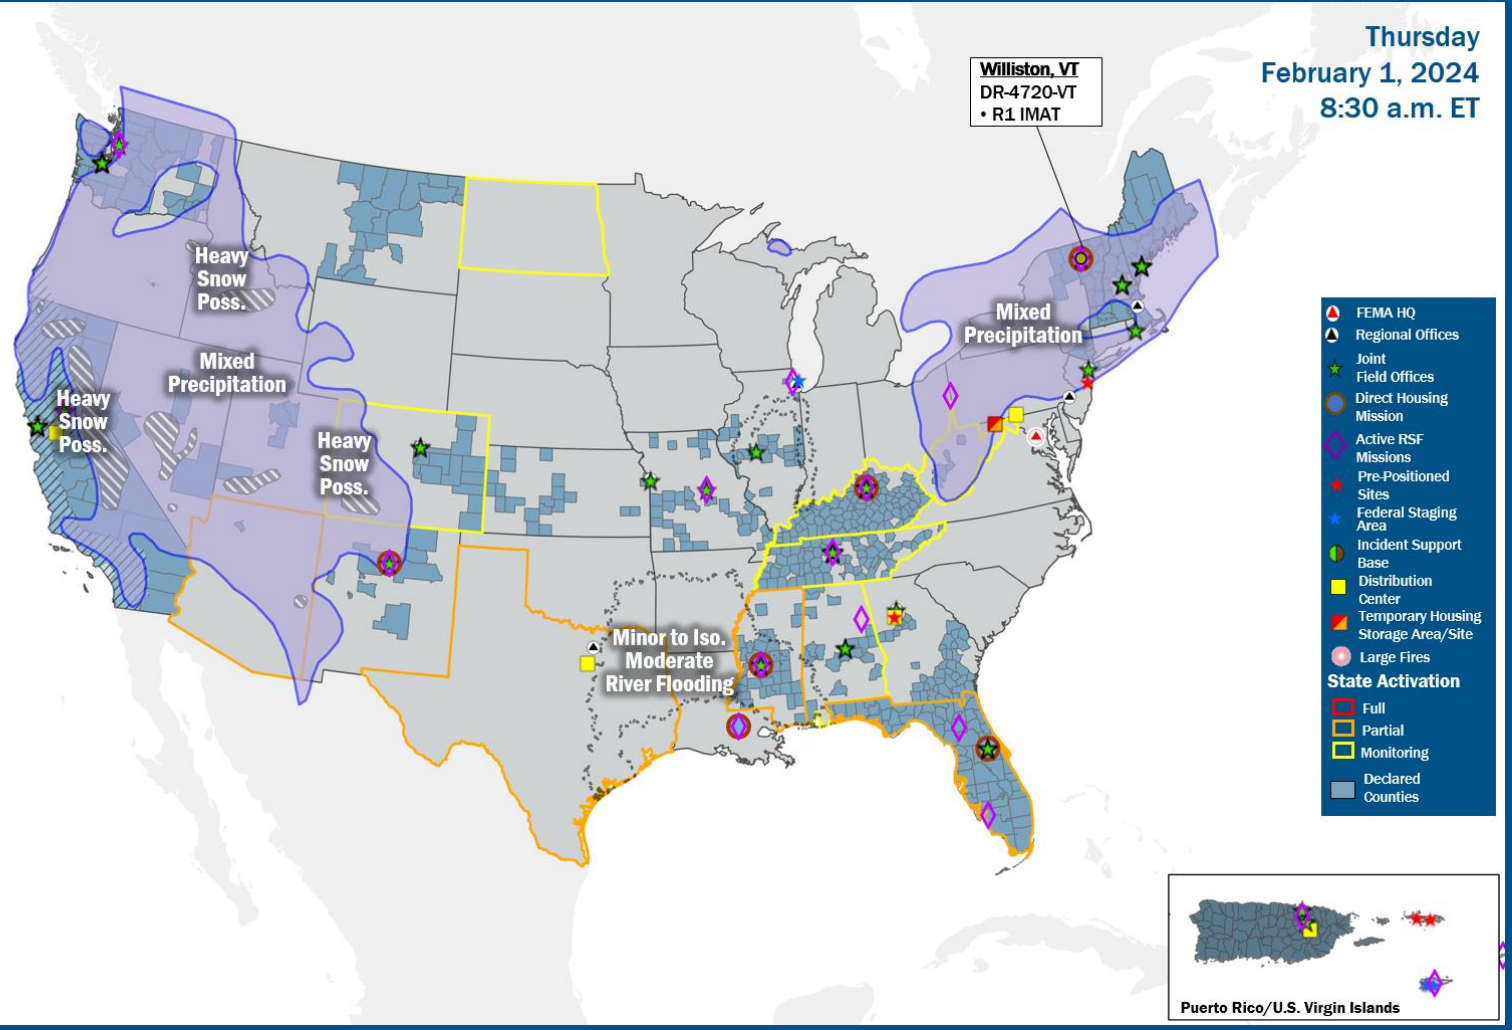 Thursday
February 1, 2024
8:30 a.m. ET
Williston, VT
DR-4720-VT
• R1 IMAT
Heavy
Snow
Poss.
Mixed
Precipitation
Heavy
Snow
Poss.
Heavy
Snow
Poss.
Mixed
Precipitation
Minor to Iso.
Moderate
River Flooding
FEMA HQ
Regional Offices
Joint
Field Offices
Direct Housing
Mission
Active RSF
Missions
Pre-Positioned
Sites
Federal Staging
Area
Incident Support
Base
Distribution
Center
Temporary Housing
Storage Area/Site
Large Fires
State Activation
Full
Partial
Monitoring
Declared
Counties
Puerto Rico/U.S. Virgin Islands